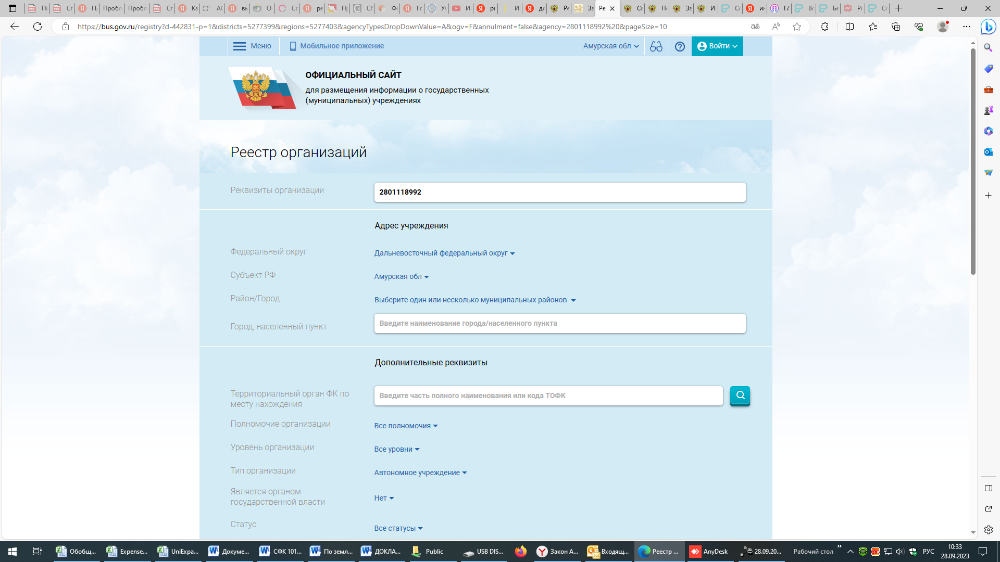 Пробл
Пробл
https://bus.gov.ru/registry?d-442831-p=1&districts=5277399&regions=5277403&agencyTypesDropDownValue=A&ogv=F&annulment=false&agency=2801118992%20&pageSize=10
Меню
Мобильное приложение
Амурская обл
Войти
ОФИЦИАЛЬНЫЙ САЙТ
для размещения информации о государственных
(муниципальных) учреждениях
Реестр организаций
Реквизиты организации
2801118992
Адрес учреждения
Федеральный округ
Дальневосточный федеральный округ
Субъект РФ
Амурская обл
Район/Город
Выберите один или несколько муниципальных районов
Город, населенный пункт
Введите наименование города/населенного пункта
Дополнительные реквизиты
Территориальный орган ФК по
месту нахождения
Введите часть полного наименования или кода ТОФК
Полномочие организации
Все полномочия
Уровень организации
Все уровни
Тип организации
Автономное учреждение
Является органом
государственной власти
Нет
Статус
Все статусы
Обобщ...
Expense...
UniExpa...
Докуме...
СФК 101...
По земл...
ДОКЛА...
Public
USB DIS...
Закон А...
Входящ...
Реестр ...
AnyDesk
28.09.20...
Рабочий стол
РУС
10:33
28.09.2023